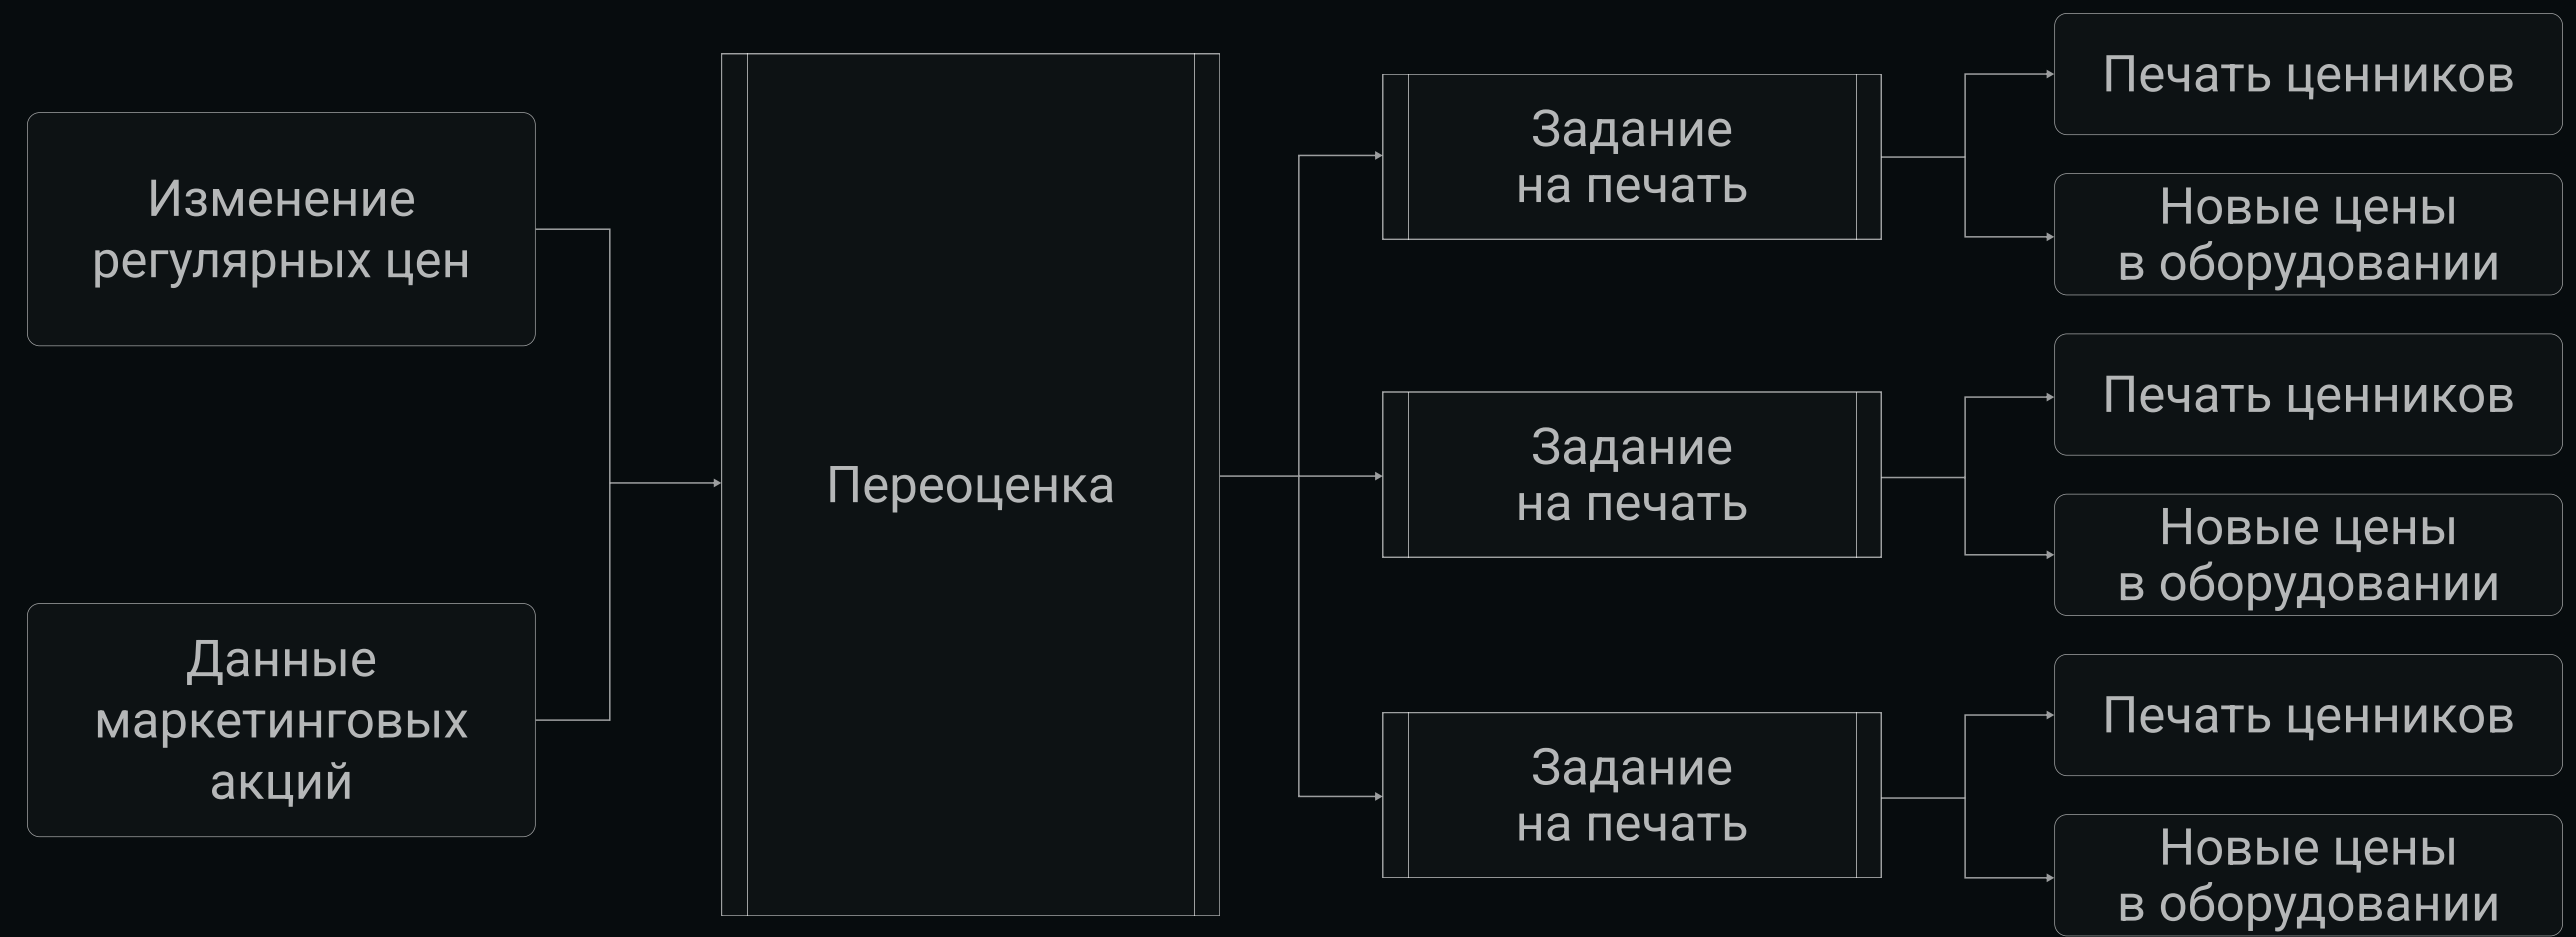 Изменение
регулярных цен
Данные
маркетинговых
акций
Переоценка
Задание
на печать
Печать ценников
Новые цены
в оборудовании
Задание
на печать
Печать ценников
Новые цены
в оборудовании
Задание
на печать
Печать ценников
Новые цены
в оборудовании